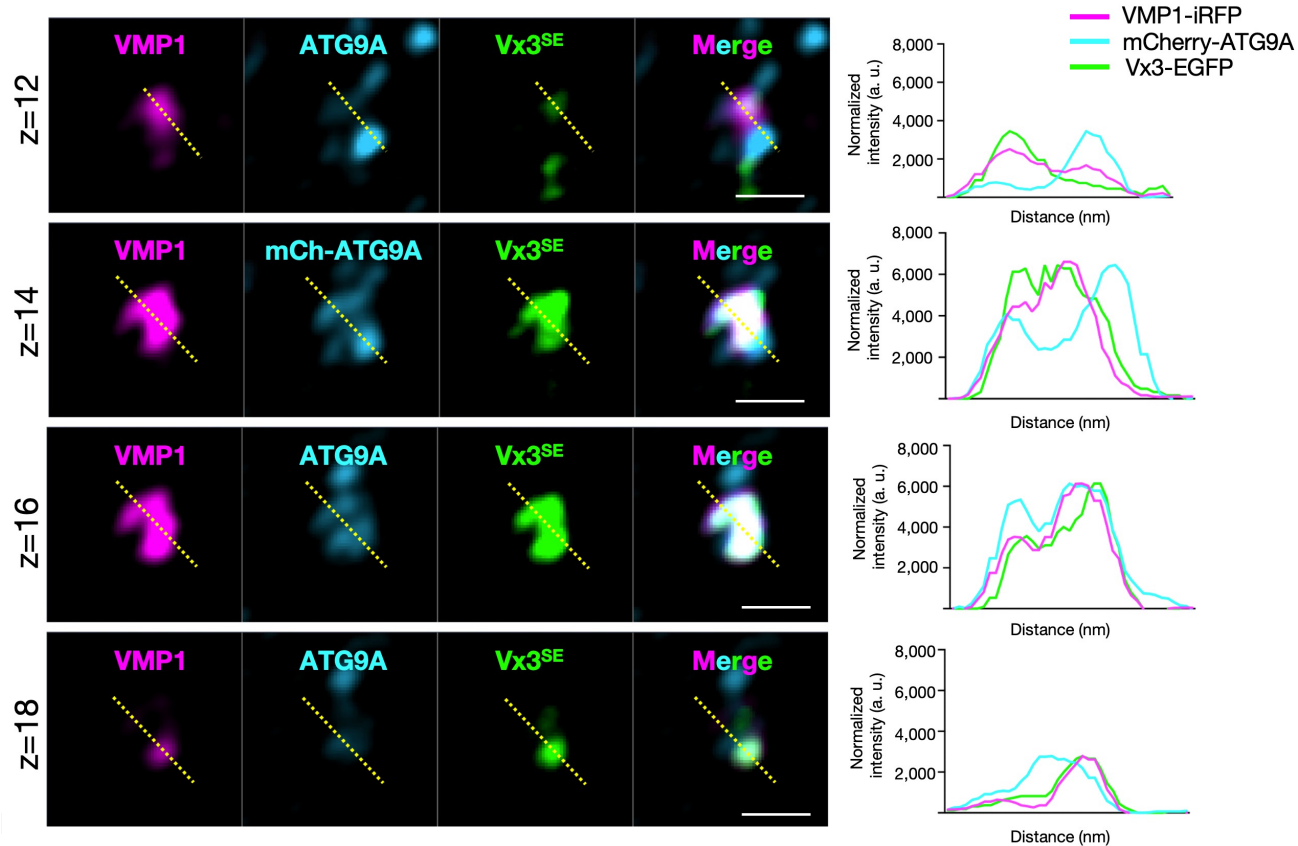 VMP1-iRFP
mCherry-ATG9A
Vx3-EGFP
z=12
VMP1
ATG9A
Vx3SE
Merge
8,000
6,000
4,000
2,000
Normalized
intensity (a. u.)
Distance (nm)
z=14
VMP1
mCh-ATG9A
Vx3SE
Merge
8,000
6,000
4,000
2,000
Normalized
intensity (a. u.)
Distance (nm)
z=16
VMP1
ATG9A
Vx3SE
Merge
8,000
6,000
4,000
2,000
Normalized
intensity (a. u.)
Distance (nm)
z=18
VMP1
ATG9A
Vx3SE
Merge
8,000
6,000
4,000
2,000
Normalized
intensity (a. u.)
Distance (nm)